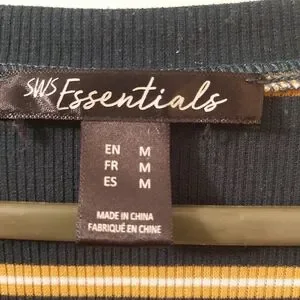 SWS Essentials
EN M
FR M
ES M
MADE IN CHINA
FABRIQUÉ EN CHINE